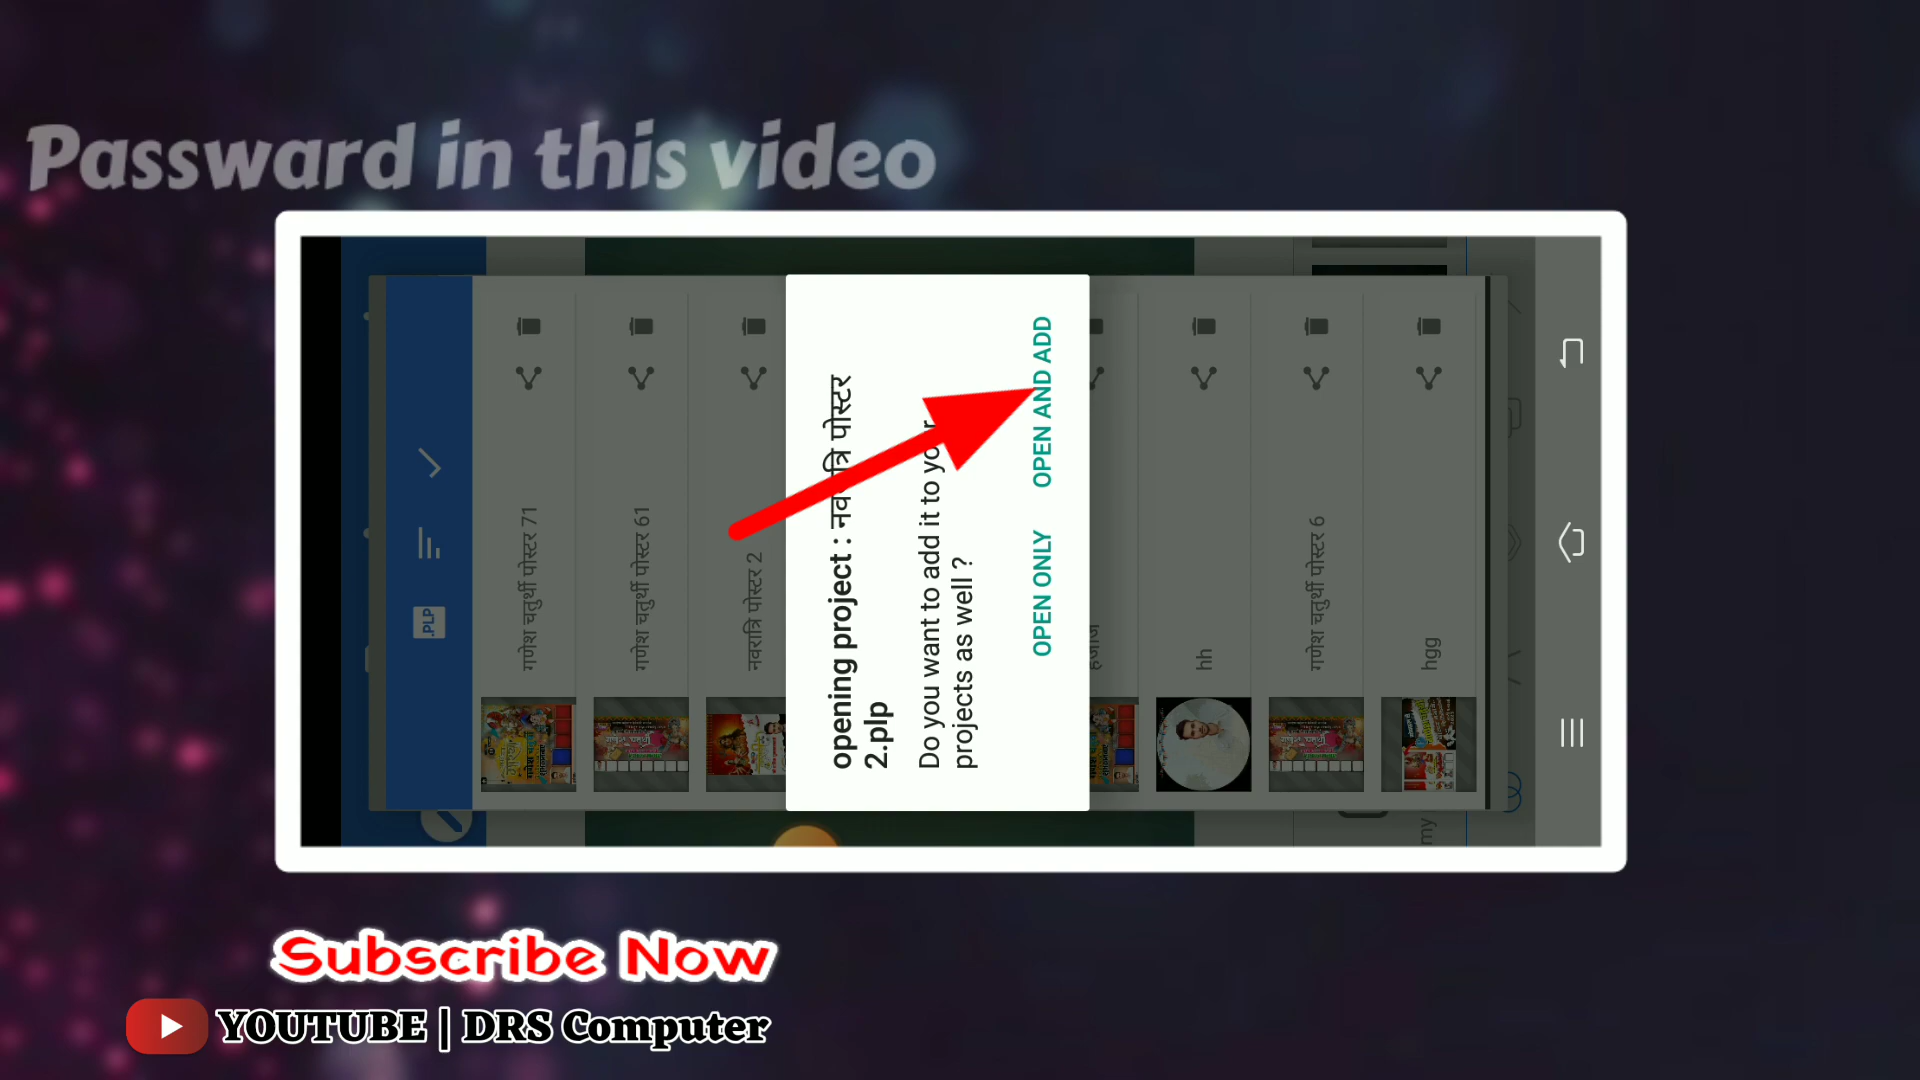 Passward in this video
.PLP
गणेश चतुर्थी पोस्टर 71
गणेश चतुर्थी पोस्टर 61
नवरात्रि पोस्टर 2
opening project : नवरात्रि पोस्टर
2.plp
Do you want to add it to your
projects as well ?
OPEN ONLY OPEN AND ADD
hh
गणेश चतुर्थी पोस्टर 6
hgg
my
Subscribe Now
YOUTUBE | DRS Computer